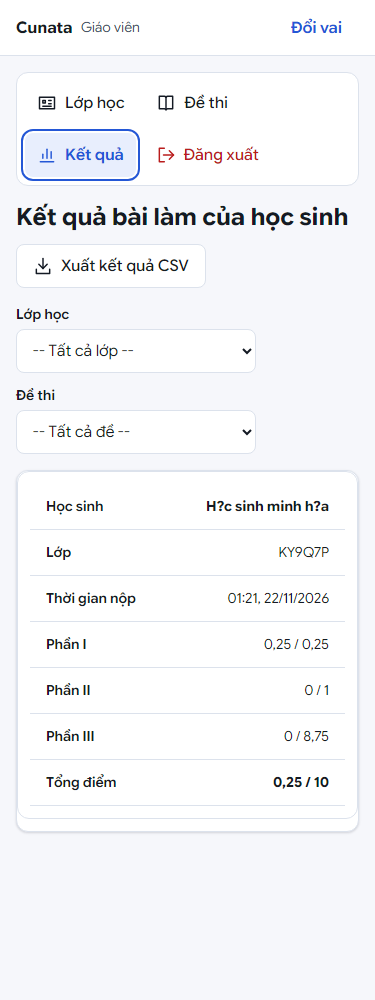 Cunata Giáo viên Đổi vai
Lớp học Đề thi
Kết quả Đăng xuất
Kết quả bài làm của học sinh
Xuất kết quả CSV
Lớp học
-- Tất cả lớp --
Đề thi
-- Tất cả đề --
Học sinh H?c sinh minh h?a
Lớp KY9Q7P
Thời gian nộp 01:21, 22/11/2026
Phần I 0,25 / 0,25
Phần II 0 / 1
Phần III 0 / 8,75
Tổng điểm 0,25 / 10